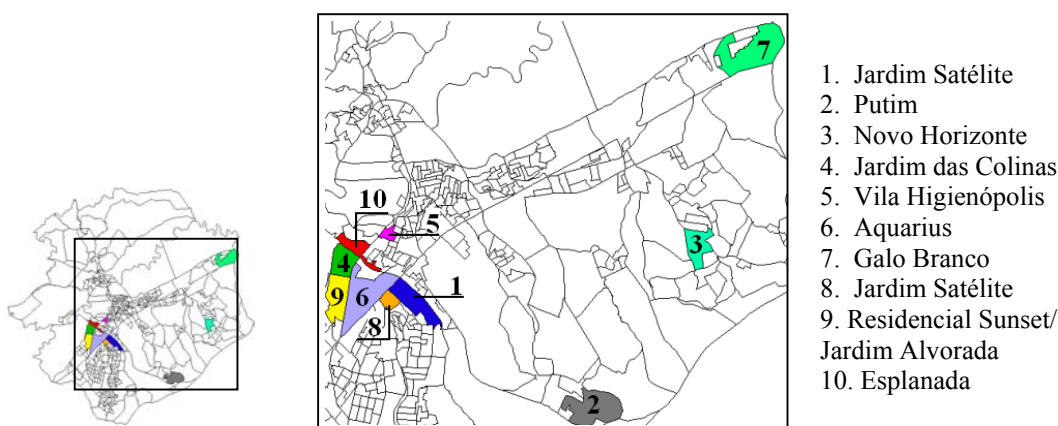 7
10
5
3
4
9
6
1
8
2
1. Jardim Satélite
2. Putim
3. Novo Horizonte
4. Jardim das Colinas
5. Vila Higienópolis
6. Aquarius
7. Galo Branco
8. Jardim Satélite
9. Residencial Sunset/
Jardim Alvorada
10. Esplanada